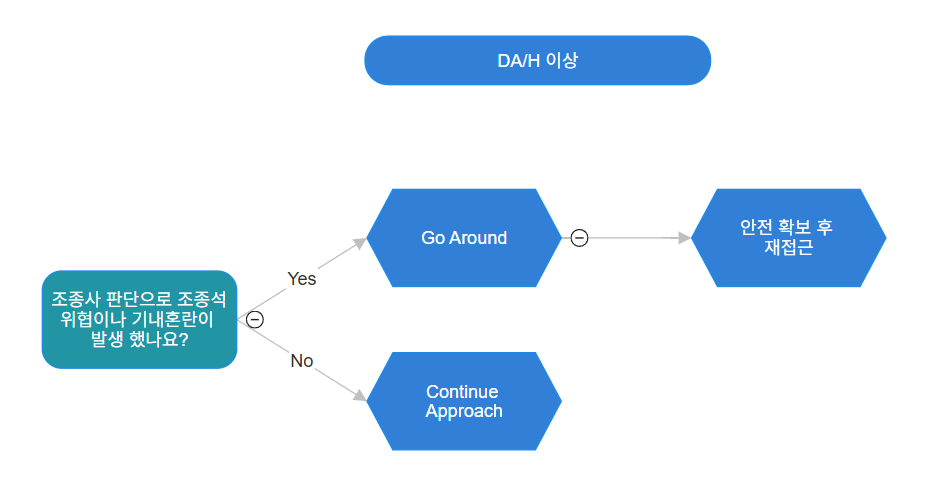 DA/H 이상
조종사 판단으로 조종석
위협이나 기내혼란이
발생 했나요?
Yes
Go Around
안전 확보 후
재접근
No
Continue
Approach